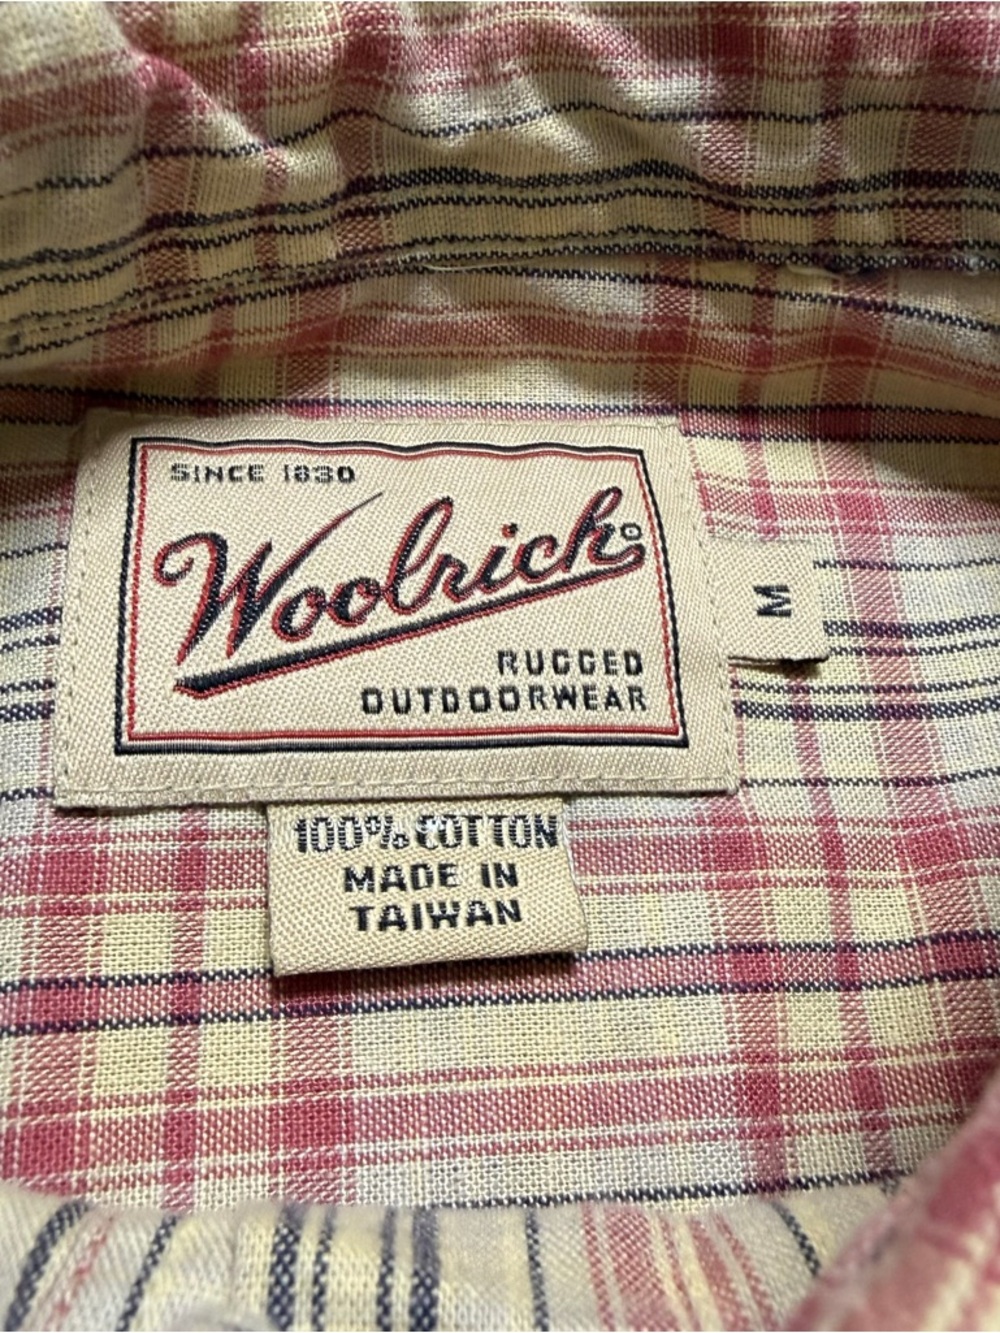 SINCE 1830
Woolrich®
RUGGED
OUTDOORWEAR
M
100% COTTON
MADE IN
TAIWAN